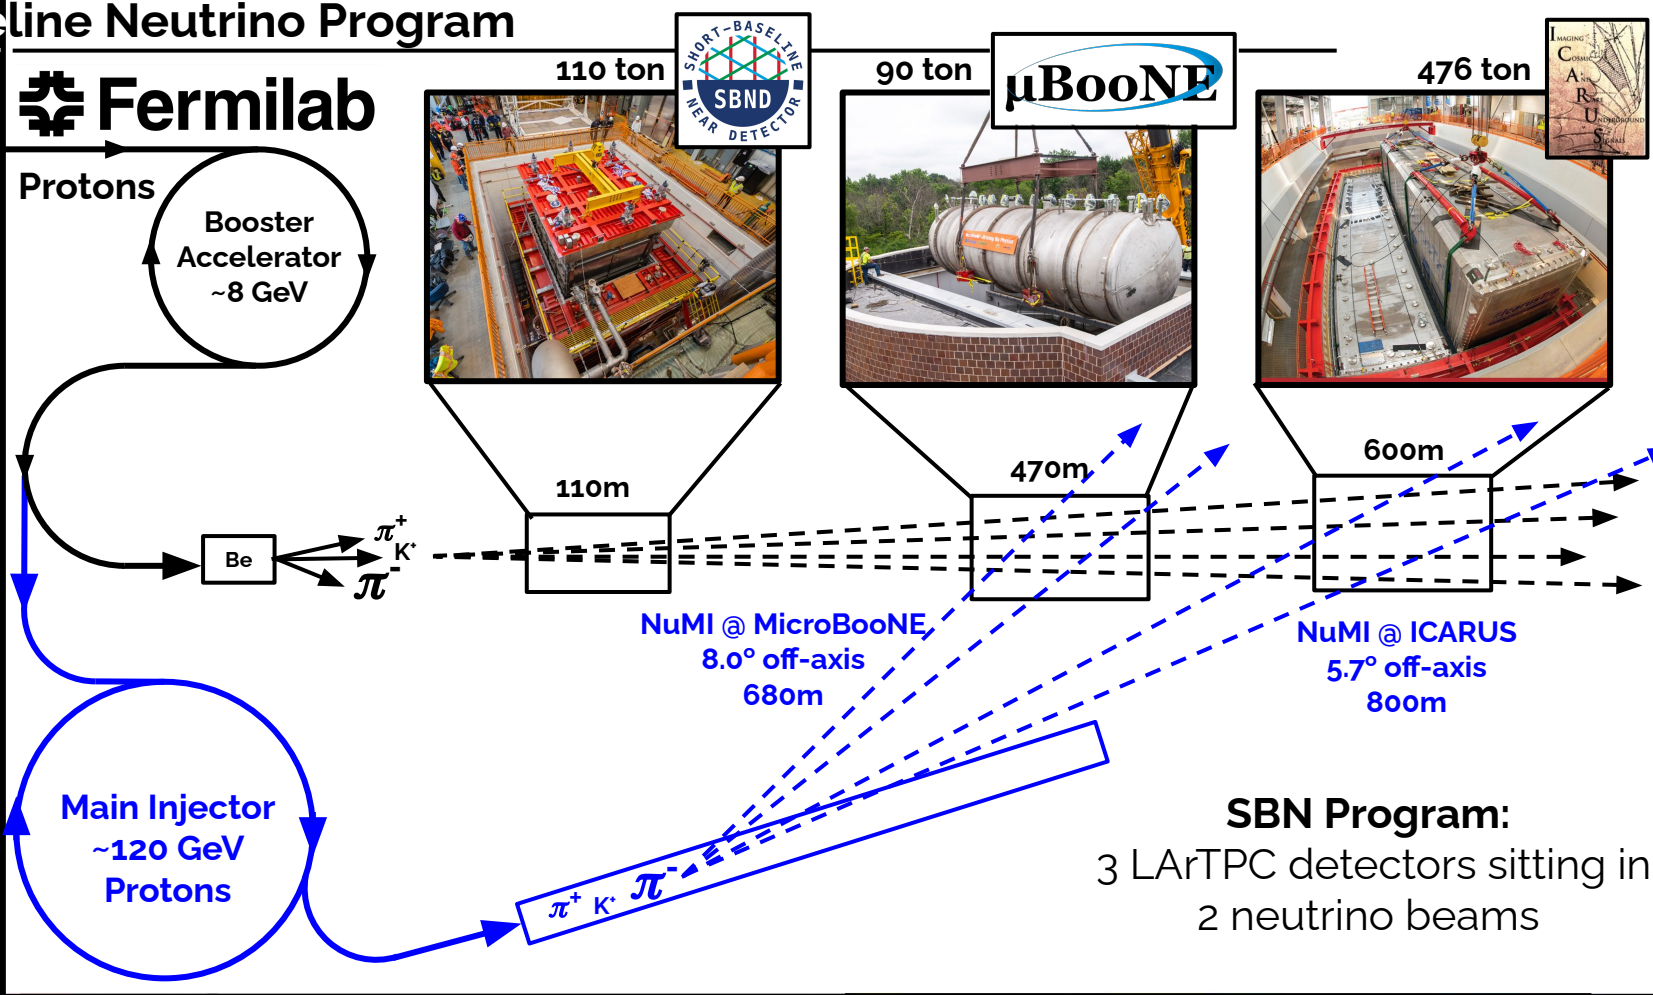 line Neutrino Program
Fermilab
110 ton
SHORT-BASELINE
SBND
NEAR DETECTOR
90 ton
µBooNE
476 ton
IMAGING
COSMIC
AND
RARE
UNDERGROUND
SIGNALS
Protons
Booster
Accelerator
~8 GeV
110m
470m
600m
Be
π⁺
K⁺
π⁻
NuMI @ MicroBooNE
8.0° off-axis
680m
NuMI @ ICARUS
5.7° off-axis
800m
Main Injector
~120 GeV
Protons
π⁺ K⁺ π⁻
SBN Program:
3 LArTPC detectors sitting in
2 neutrino beams